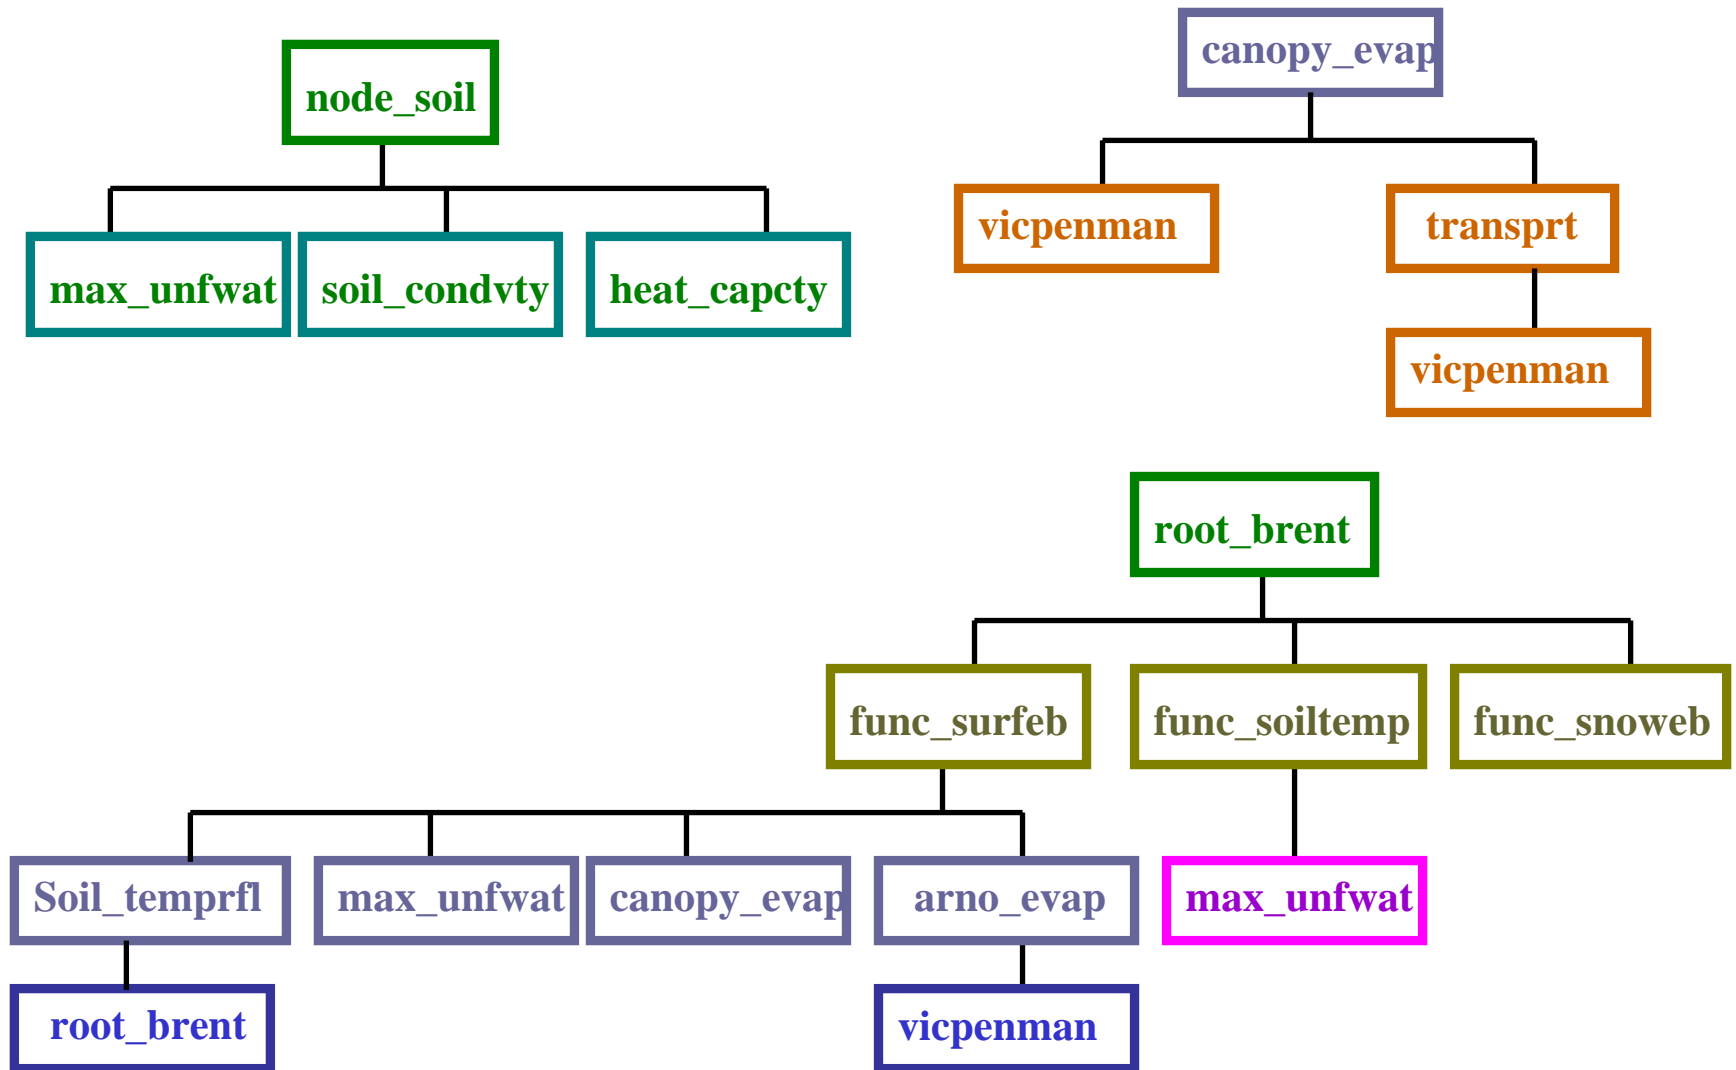 canopy_evap
node_soil
vicpenman
transprt
max_unfwat
soil_condvty
heat_capcty
vicpenman
root_brent
func_surfeb
func_soiltemp
func_snoweb
Soil_temprfl
max_unfwat
canopy_evap
arno_evap
max_unfwat
root_brent
vicpenman